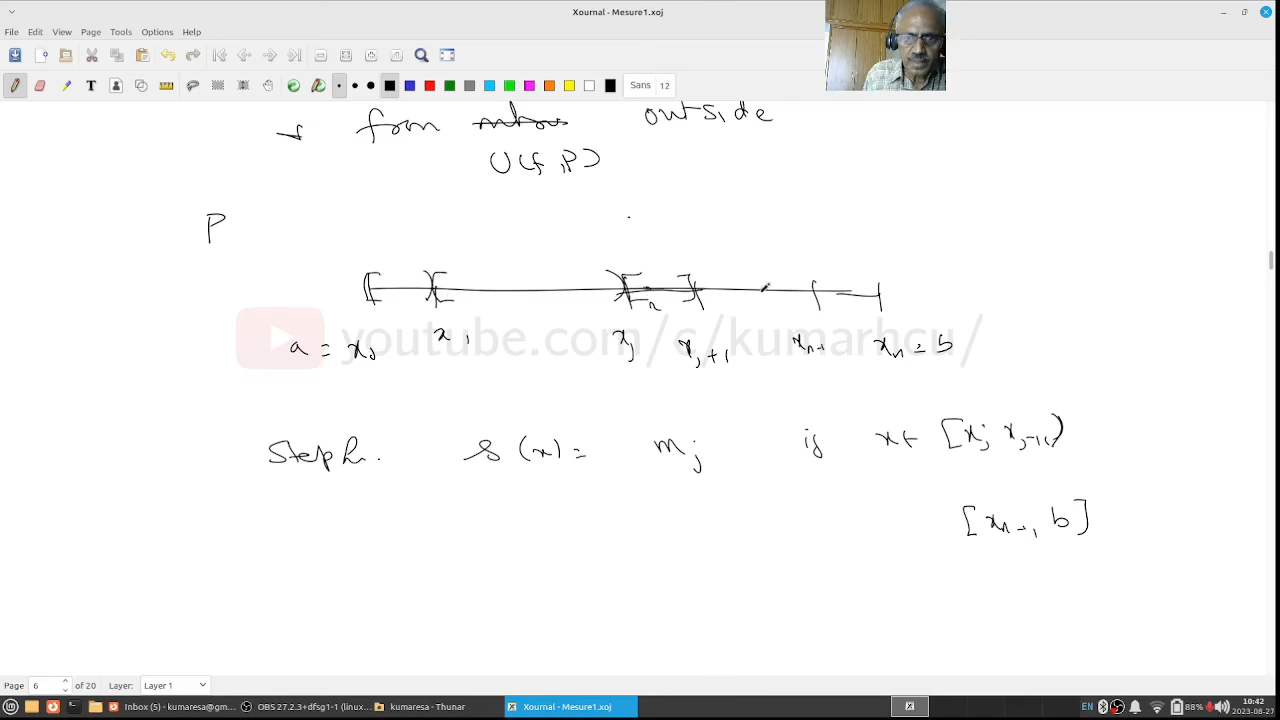 Xournal - Mesure1.xoj
File Edit View Page Tools Options Help
Sans 12
from outside
U(f,P)
P
a = x0 x1 xj xj+1 xn-1 xn = b
youtube.com/c/kumarhcu/
s(x) = mj if x∈ [xj xj+1)
[xn-1, b]
Page 6 of 20 Layer: Layer 1
Inbox (5) - kumaresa@gm... OBS 27.2.3+dfsg1-1 (linux... kumaresa - Thunar Xournal - Mesure1.xoj EN 88% 10:42
2023-08-27